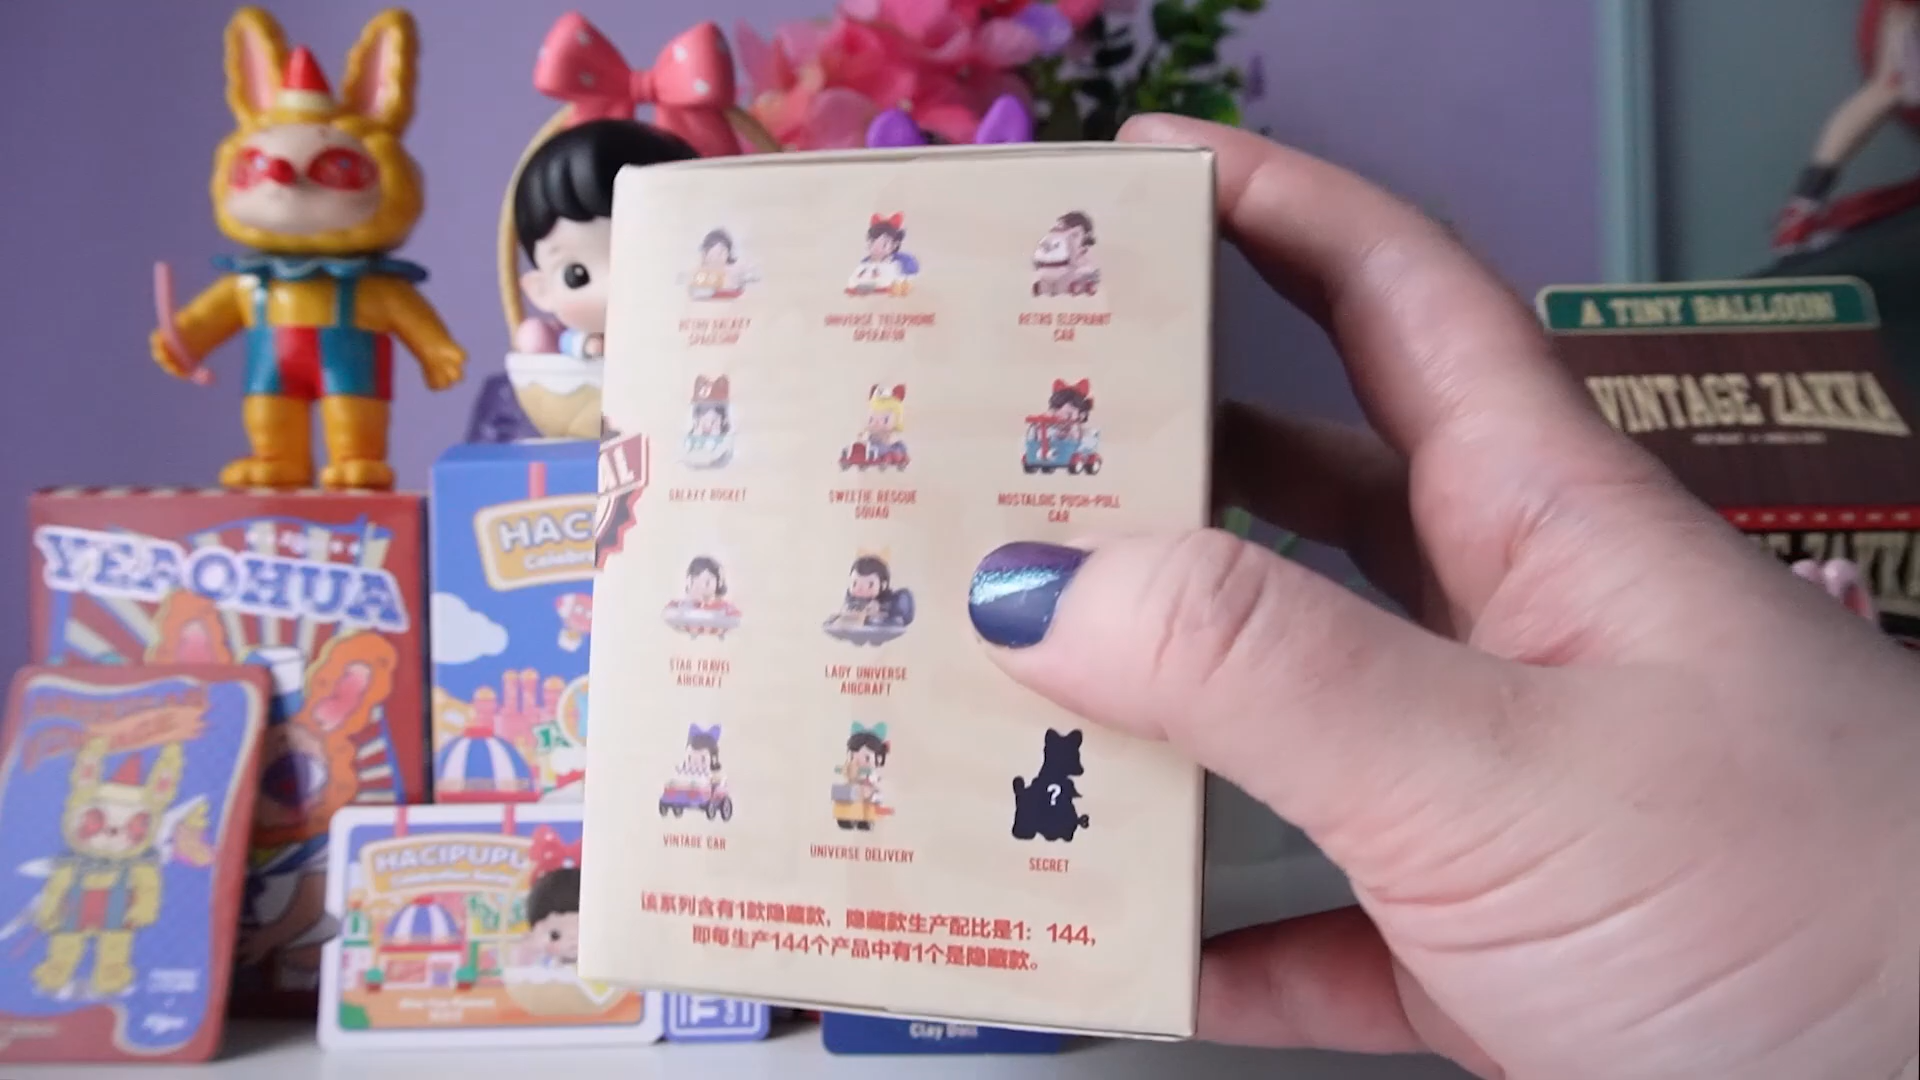 A TINY BALLOON
VINTAGE ZAKKA
RETRO GALAXY
SPACESHIP
UNIVERSE TELEPHONE
OPERATOR
RETRO ELEPHANT
CAR
GALAXY ROCKET
SWEETIE RESCUE
SQUAD
NOSTALGIC PUSH-PULL
CAR
STAR TRAVEL
AIRCRAFT
LADY UNIVERSE
AIRCRAFT
VINTAGE CAR
UNIVERSE DELIVERY
?
SECRET
该系列含有1款隐藏款，隐藏款生产配比是1：144，
即每生产144个产品中有1个是隐藏款。
YEAOHUA
HACI
HACIPUPU
Clay Doll